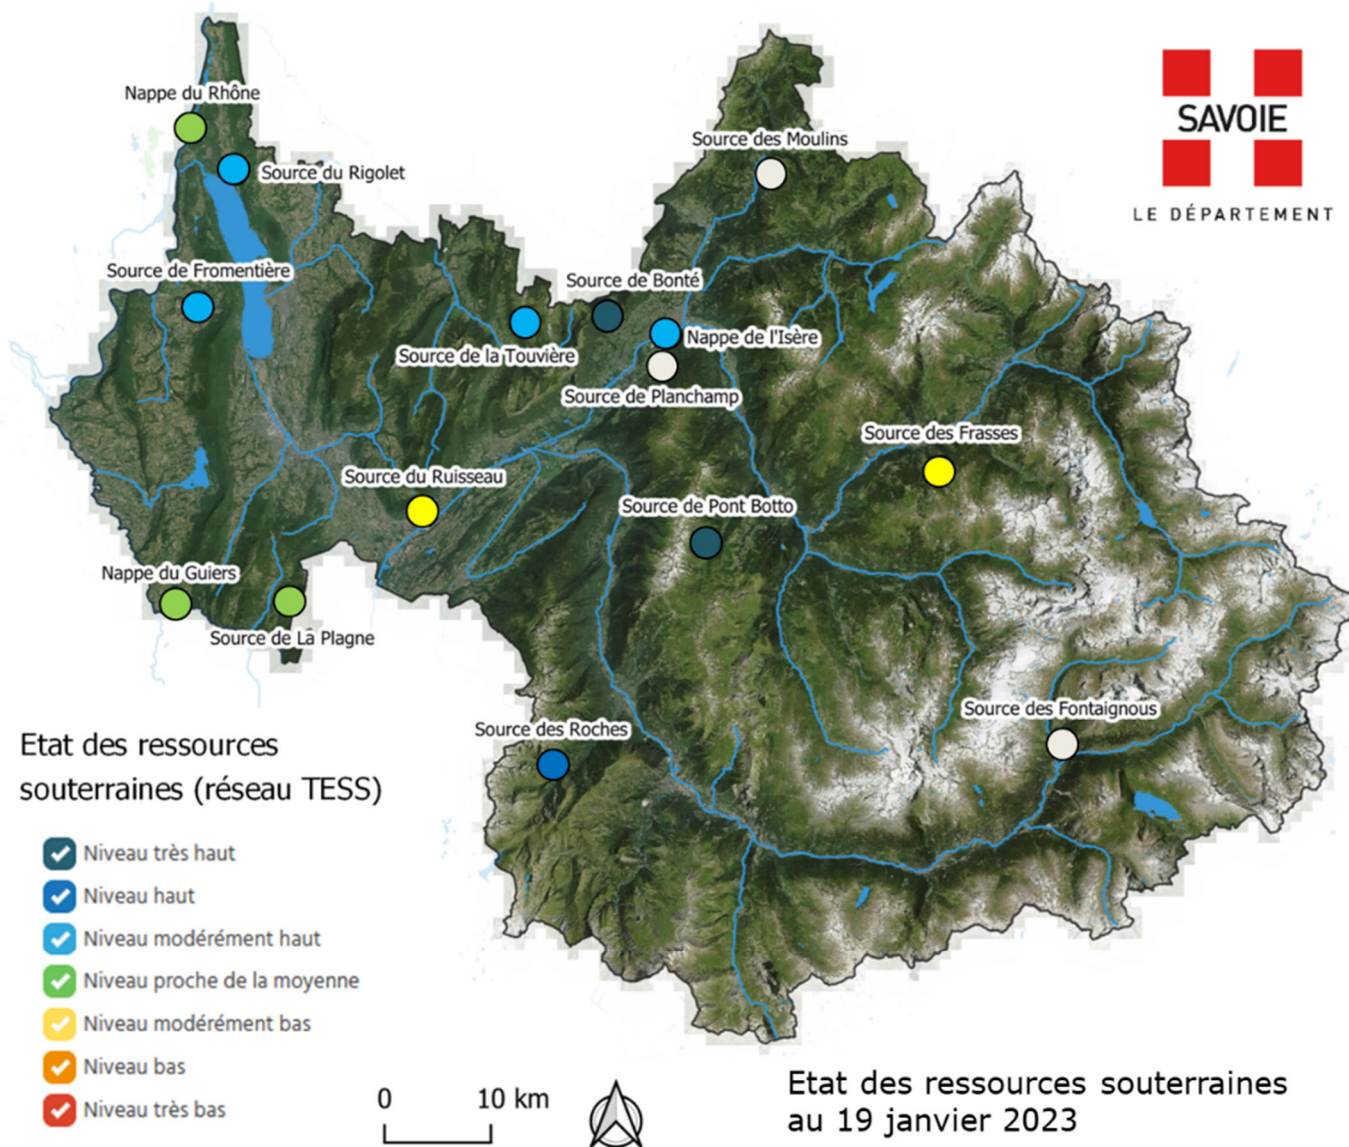 Nappe du Rhône
Source du Rigolet
Source des Moulins
SAVOIE
LE DÉPARTEMENT
Source de Fromentière
Source de Bonté
Nappe de l'Isère
Source de la Touvière
Source de Planchamp
Source des Frasses
Source du Ruisseau
Source de Pont Botto
Nappe du Guiers
Source de La Plagne
Source des Fontaignous
Source des Roches
Etat des ressources
souterraines (réseau TESS)
Niveau très haut
Niveau haut
Niveau modérément haut
Niveau proche de la moyenne
Niveau modérément bas
Niveau bas
Niveau très bas
0 10 km
Etat des ressources souterraines
au 19 janvier 2023